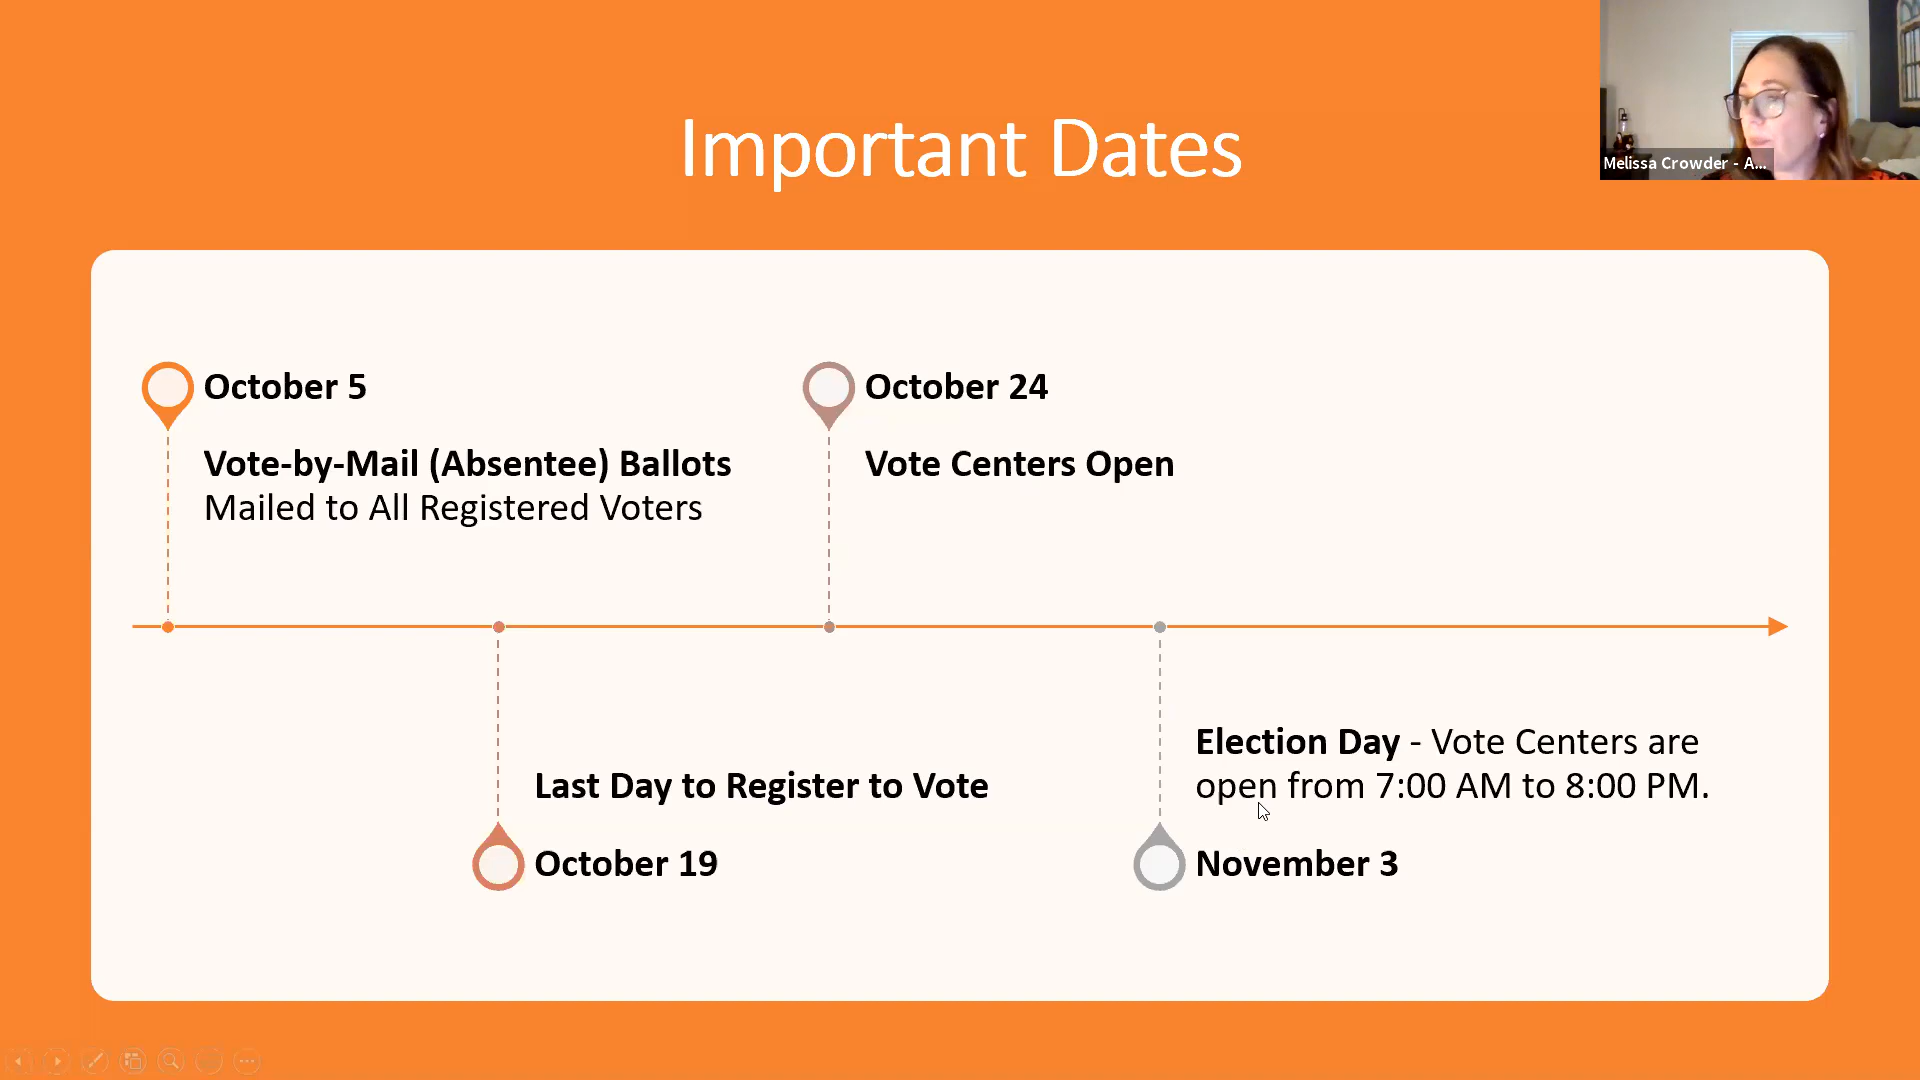 Important Dates
Melissa Crowder - A...
October 5
Vote-by-Mail (Absentee) Ballots
Mailed to All Registered Voters
October 24
Vote Centers Open
Last Day to Register to Vote
October 19
Election Day - Vote Centers are
open from 7:00 AM to 8:00 PM.
November 3